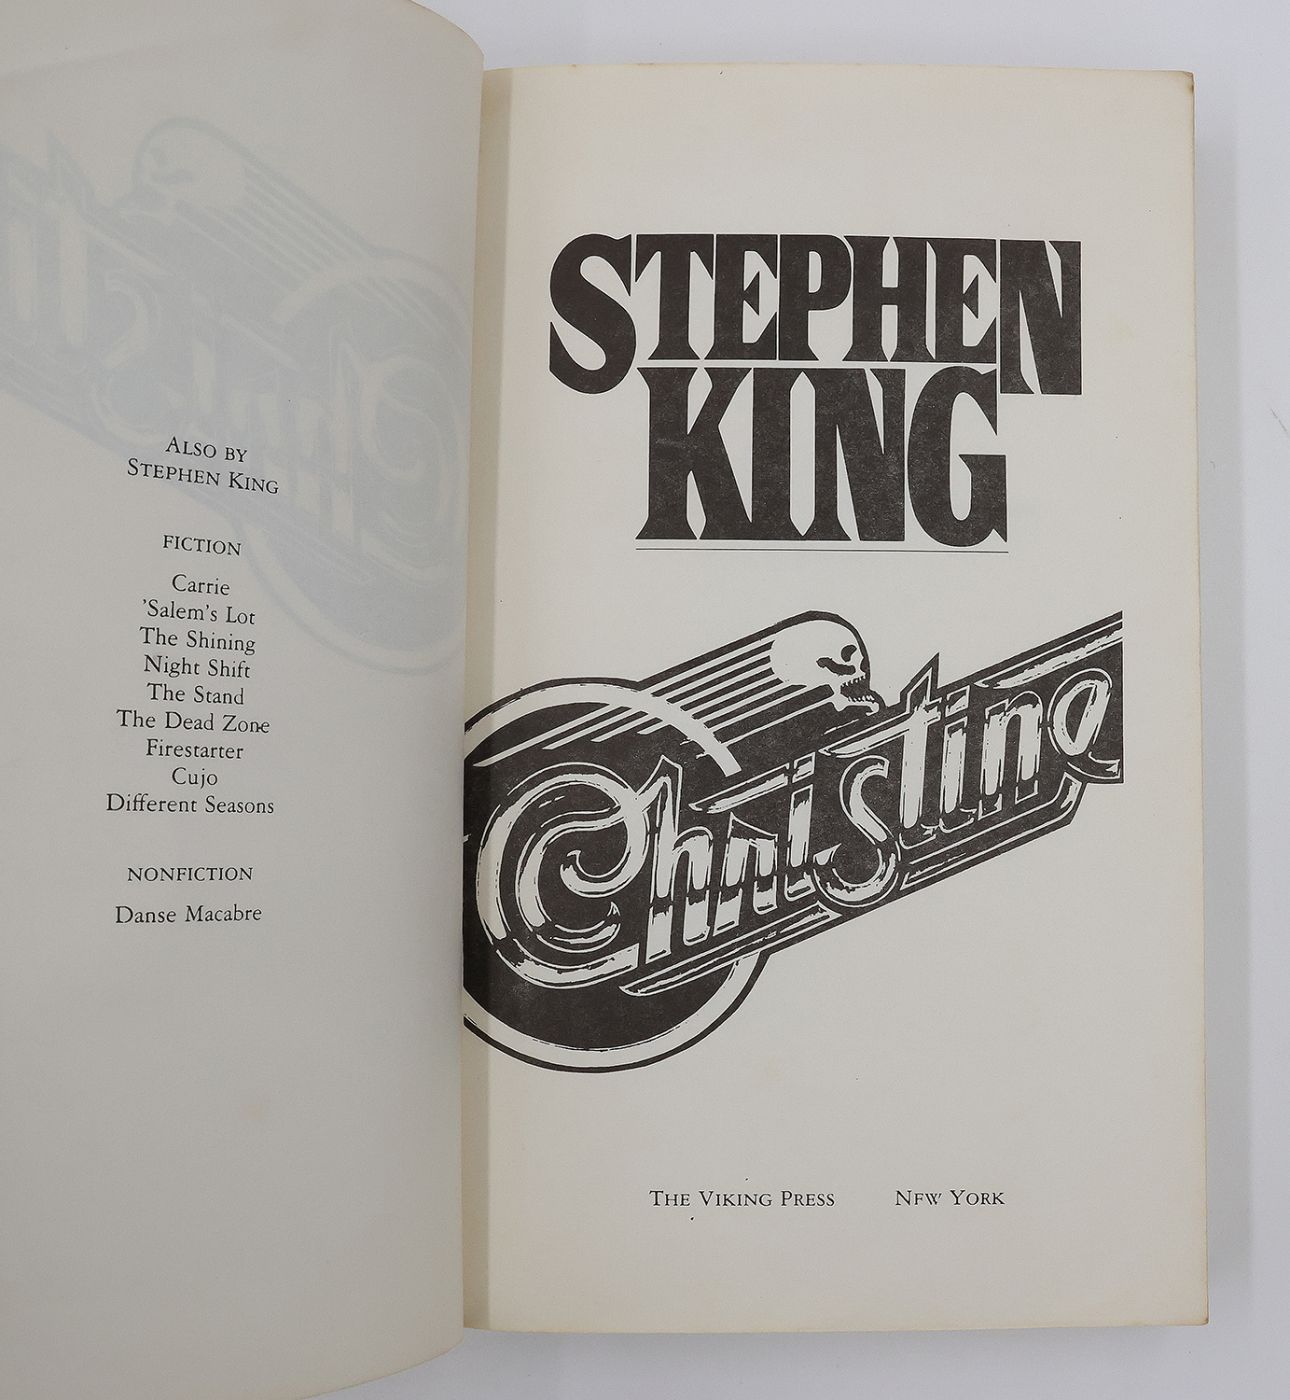 ALSO BY
STEPHEN KING
FICTION
Carrie
'Salem's Lot
The Shining
Night Shift
The Stand
The Dead Zone
Firestarter
Cujo
Different Seasons
NONFICTION
Danse Macabre
STEPHEN
KING
Christine
THE VIKING PRESS NEW YORK